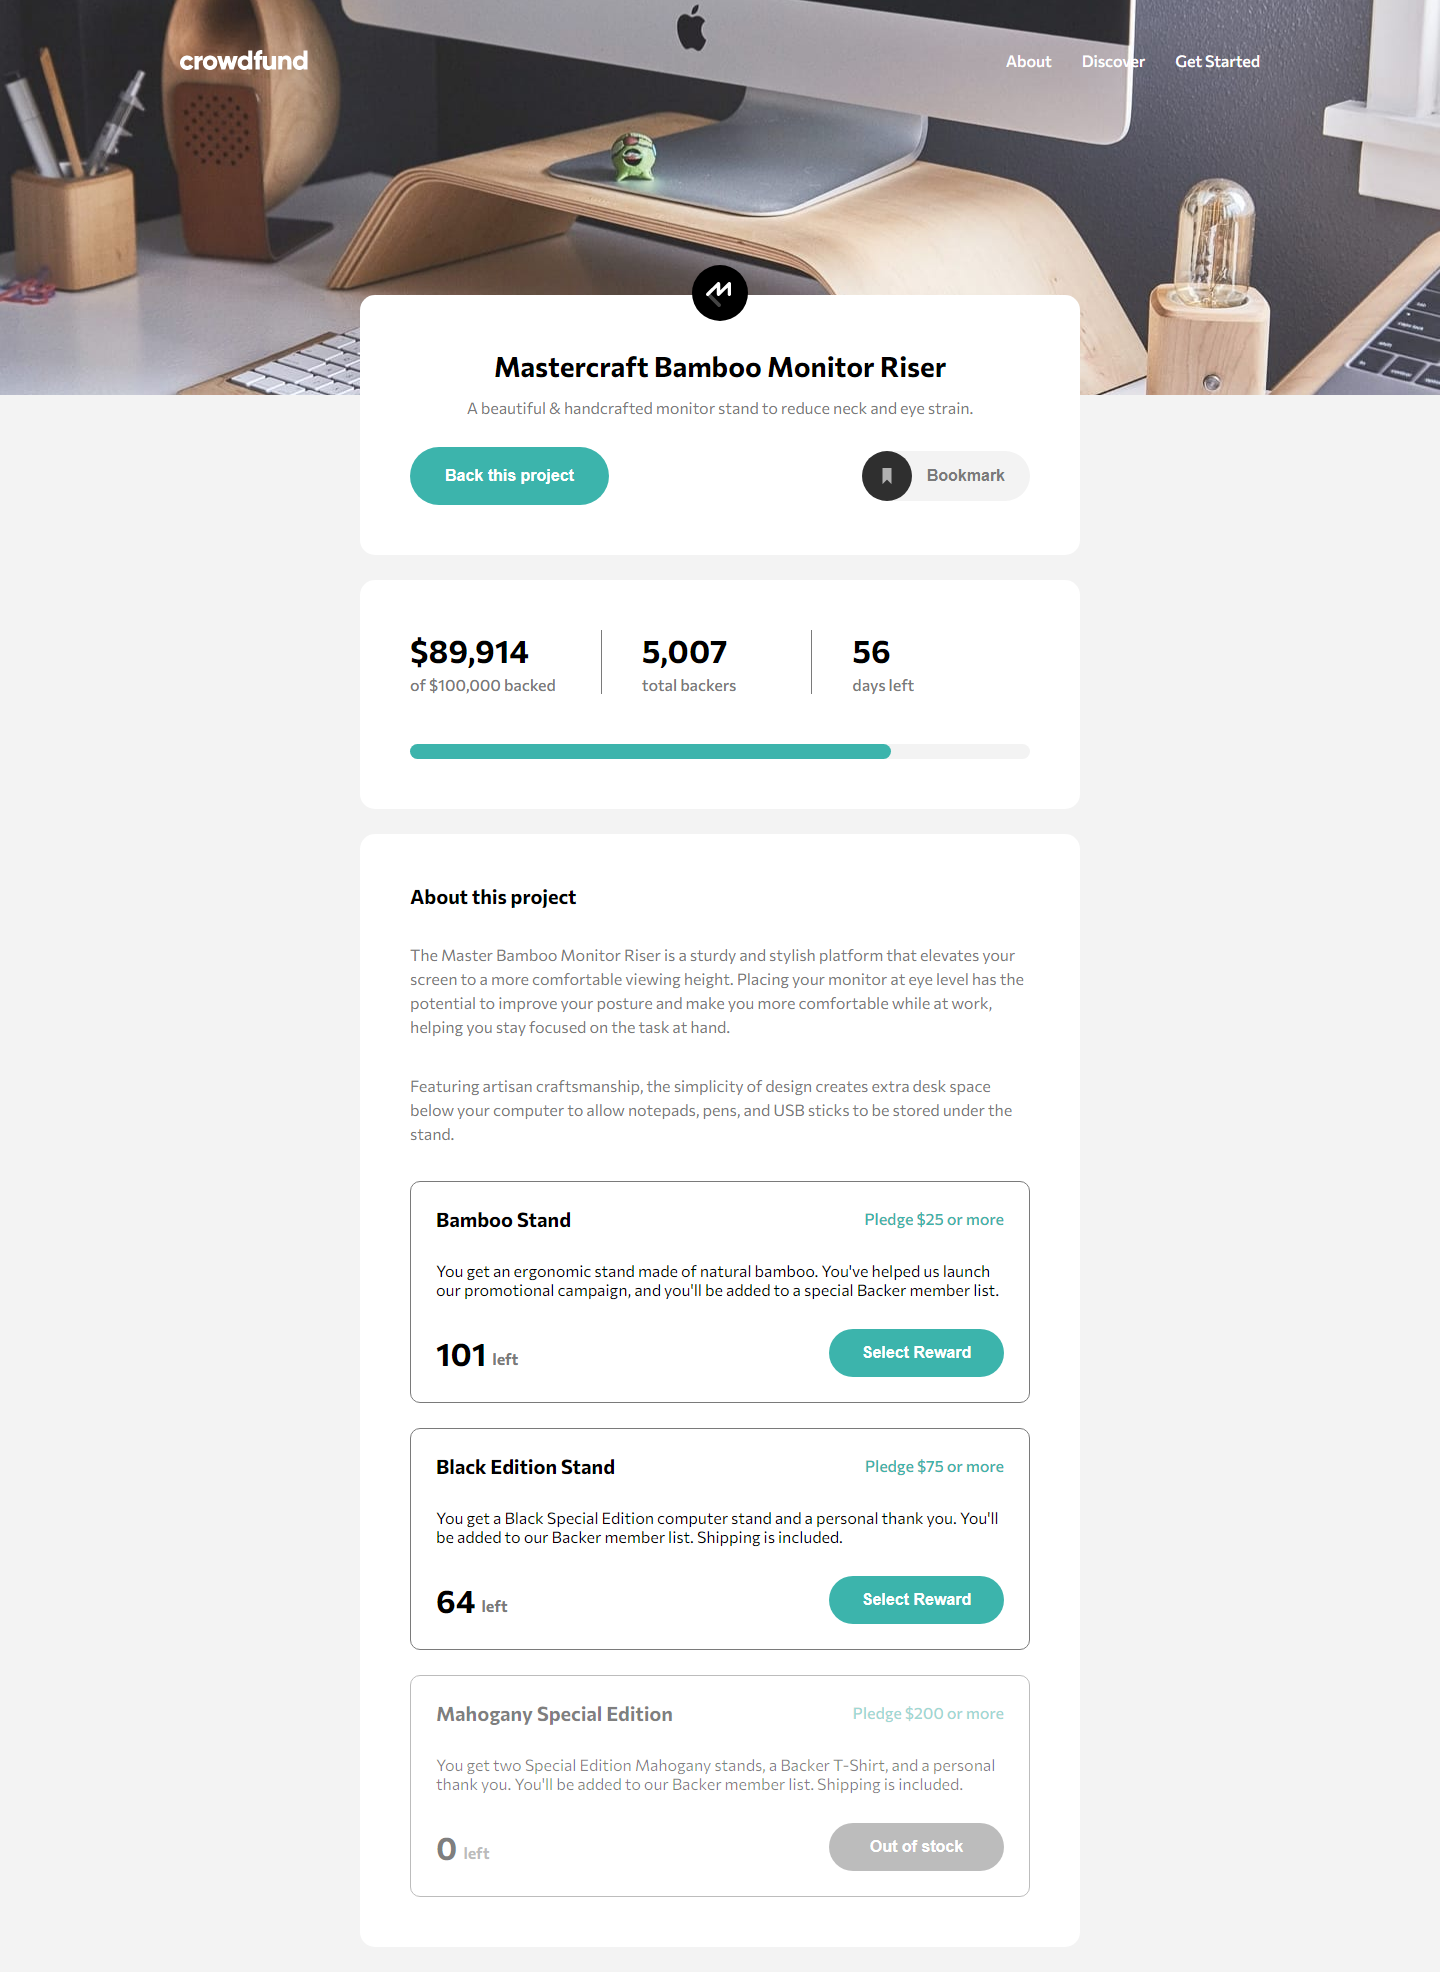 crowdfund
About Discover Get Started
Mastercraft Bamboo Monitor Riser
A beautiful & handcrafted monitor stand to reduce neck and eye strain.
Back this project
Bookmark
$89,914
of $100,000 backed
5,007
total backers
56
days left
About this project
The Master Bamboo Monitor Riser is a sturdy and stylish platform that elevates your
screen to a more comfortable viewing height. Placing your monitor at eye level has the
potential to improve your posture and make you more comfortable while at work,
helping you stay focused on the task at hand.
Featuring artisan craftsmanship, the simplicity of design creates extra desk space
below your computer to allow notepads, pens, and USB sticks to be stored under the
stand.
Bamboo Stand
Pledge $25 or more
You get an ergonomic stand made of natural bamboo. You've helped us launch
our promotional campaign, and you'll be added to a special Backer member list.
101 left
Select Reward
Black Edition Stand
Pledge $75 or more
You get a Black Special Edition computer stand and a personal thank you. You'll
be added to our Backer member list. Shipping is included.
64 left
Select Reward
Mahogany Special Edition
Pledge $200 or more
You get two Special Edition Mahogany stands, a Backer T-Shirt, and a personal
thank you. You'll be added to our Backer member list. Shipping is included.
0 left
Out of stock